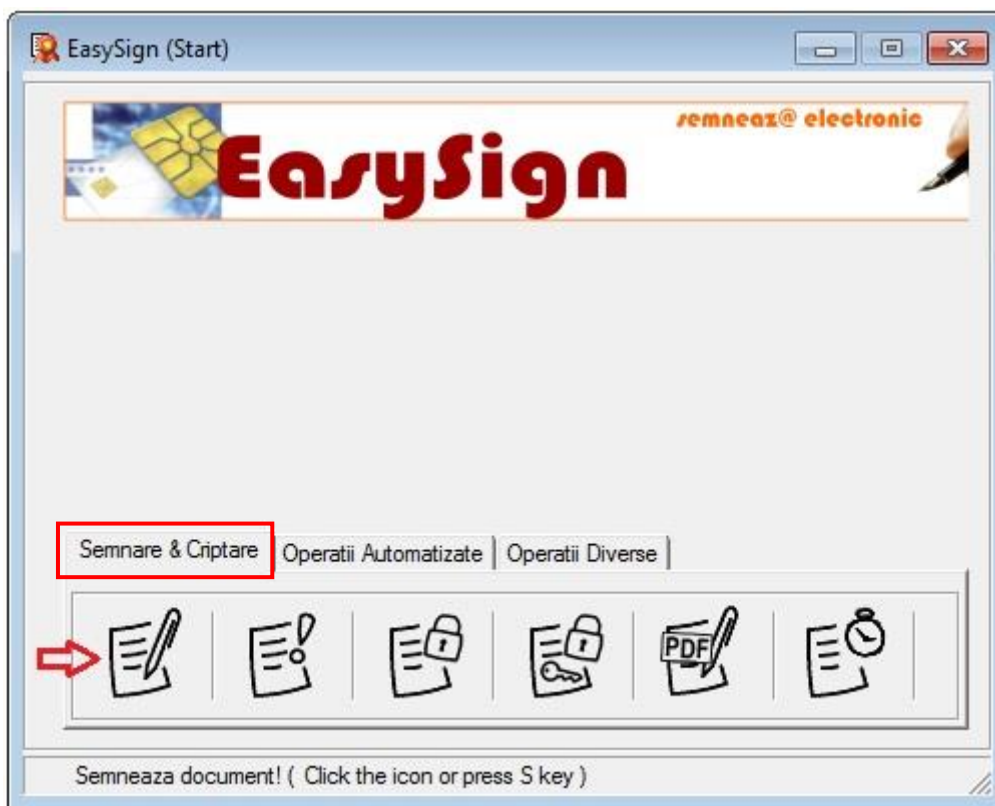 EasySign (Start)
semneaz@ electronic
EasySign
Semnare & Criptare
Operatii Automatizate
Operatii Diverse
PDF
Semneaza document! ( Click the icon or press S key )